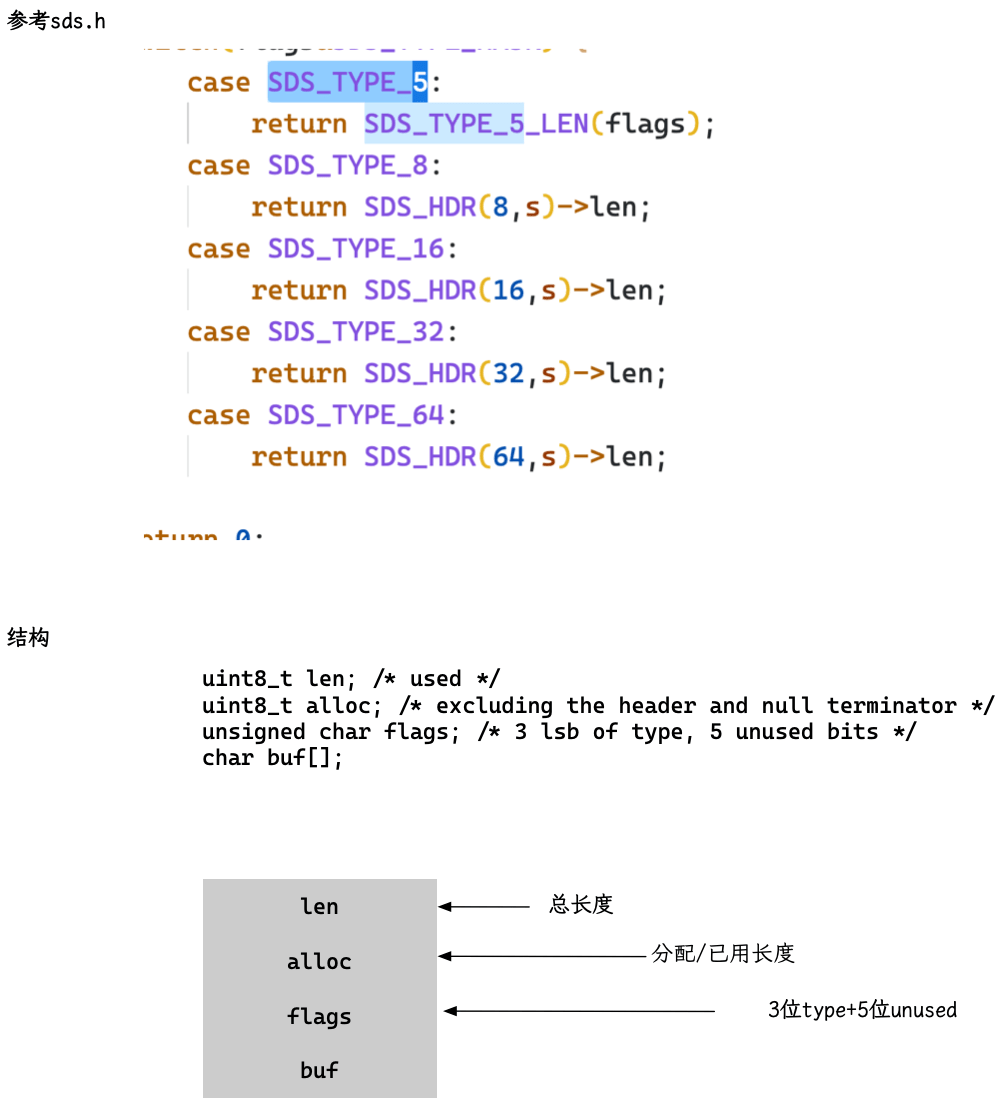 参考sds.h
case SDS_TYPE_5:
return SDS_TYPE_5_LEN(flags);
case SDS_TYPE_8:
return SDS_HDR(8,s)->len;
case SDS_TYPE_16:
return SDS_HDR(16,s)->len;
case SDS_TYPE_32:
return SDS_HDR(32,s)->len;
case SDS_TYPE_64:
return SDS_HDR(64,s)->len;
结构
uint8_t len; /* used */
uint8_t alloc; /* excluding the header and null terminator */
unsigned char flags; /* 3 lsb of type, 5 unused bits */
char buf[];
len 总长度
alloc 分配/已用长度
flags 3位type+5位unused
buf